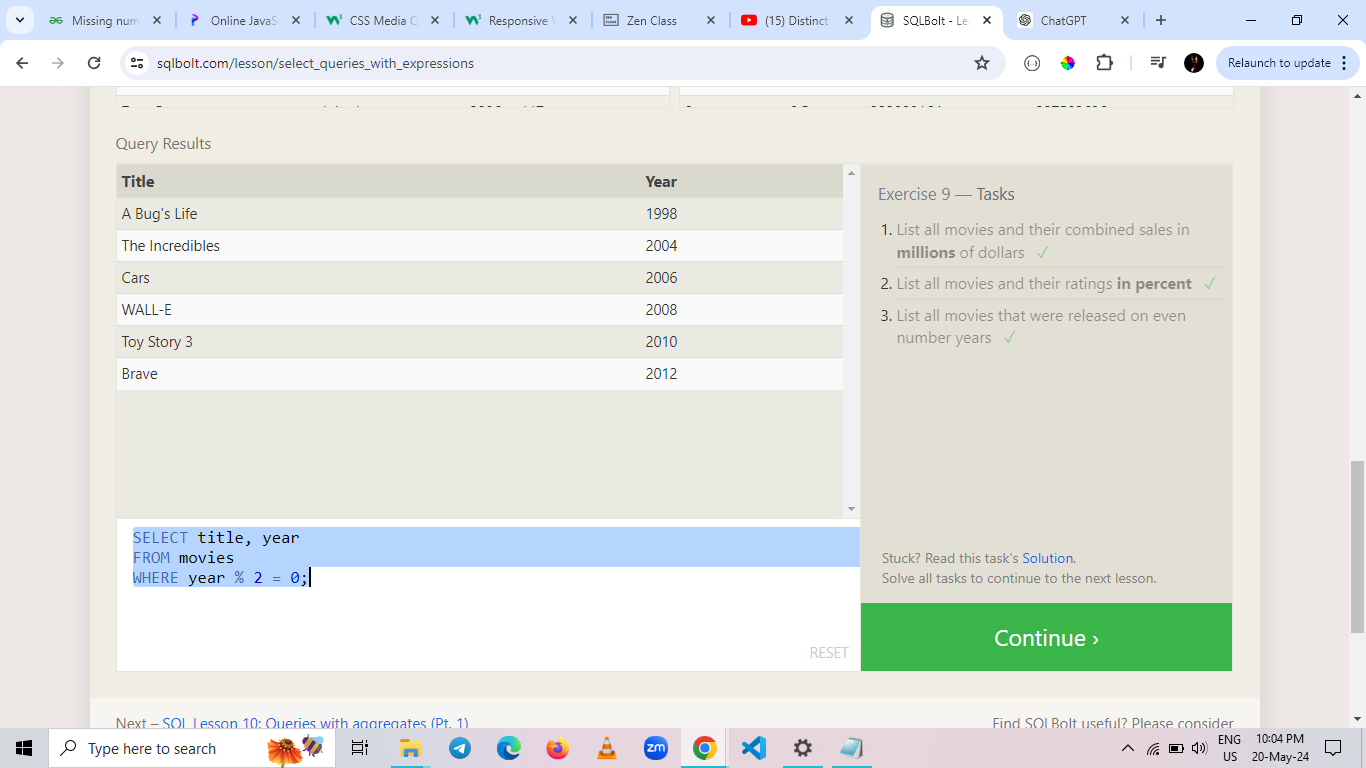 Missing num
Online JavaS
CSS Media Q
Responsive W
Zen Class
(15) Distinct
SQLBolt - Le
ChatGPT
sqlbolt.com/lesson/select_queries_with_expressions
Relaunch to update
Query Results
Title Year
A Bug's Life 1998
The Incredibles 2004
Cars 2006
WALL-E 2008
Toy Story 3 2010
Brave 2012
SELECT title, year
FROM movies
WHERE year % 2 = 0;
RESET
Exercise 9 — Tasks
1. List all movies and their combined sales in
millions of dollars ✓
2. List all movies and their ratings in percent ✓
3. List all movies that were released on even
number years ✓
Stuck? Read this task's Solution.
Solve all tasks to continue to the next lesson.
Continue ›
Next – SQL Lesson 10: Queries with aggregates (Pt. 1)
Find SQLBolt useful? Please consider
Type here to search
zm
ENG
US
10:04 PM
20-May-24